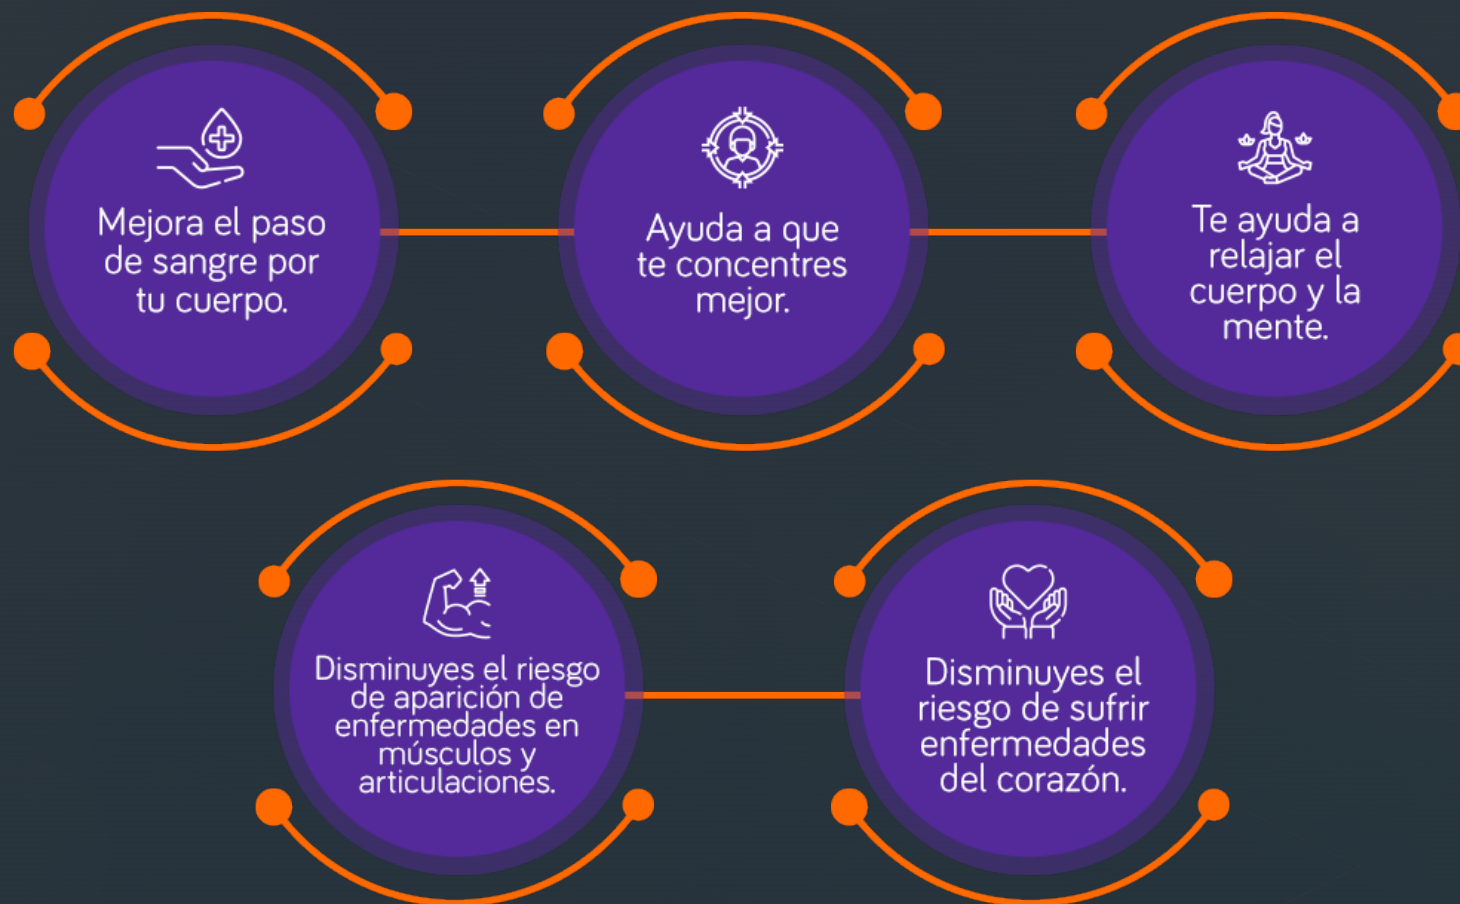 Mejora el paso
de sangre por
tu cuerpo.
Ayuda a que
te concentres
mejor.
Te ayuda a
relajar el
cuerpo y la
mente.
Disminuyes el riesgo
de aparición de
enfermedades en
músculos y
articulaciones.
Disminuyes el
riesgo de sufrir
enfermedades
del corazón.